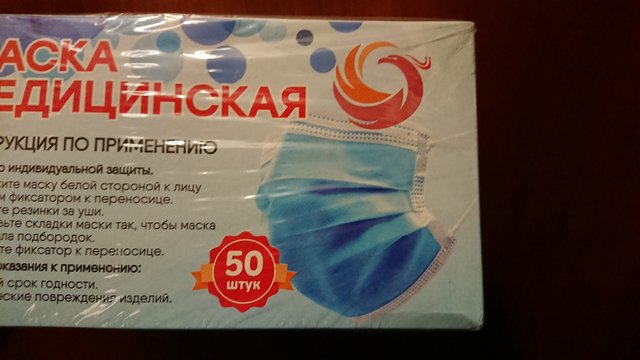 АСКА
ЕДИЦИНСКАЯ
РУКЦИЯ ПО ПРИМЕНЕНИЮ
индивидуальной защиты.
ите маску белой стороной к лицу
м фиксатором к переносице.
те резинки за уши.
вьте складки маски так, чтобы маска
ла подбородок.
те фиксатор к переносице.
оказания к применению:
й срок годности.
еские повреждения изделий.
50
штук